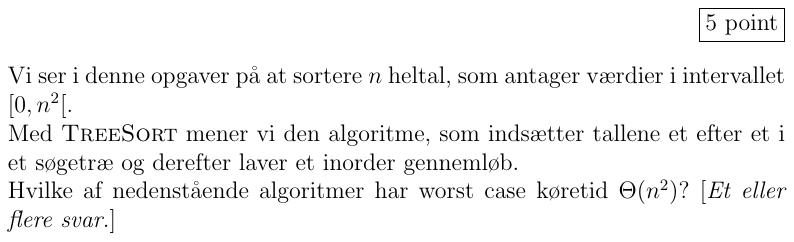 5 point
Vi ser i denne opgaver på at sortere n heltal, som antager værdier i intervallet
[0, n²[.
Med TREESORT mener vi den algoritme, som indsætter tallene et efter et i
et søgetræ og derefter laver et inorder gennemløb.
Hvilke af nedenstående algoritmer har worst case køretid Θ(n²)? [Et eller
flere svar.]